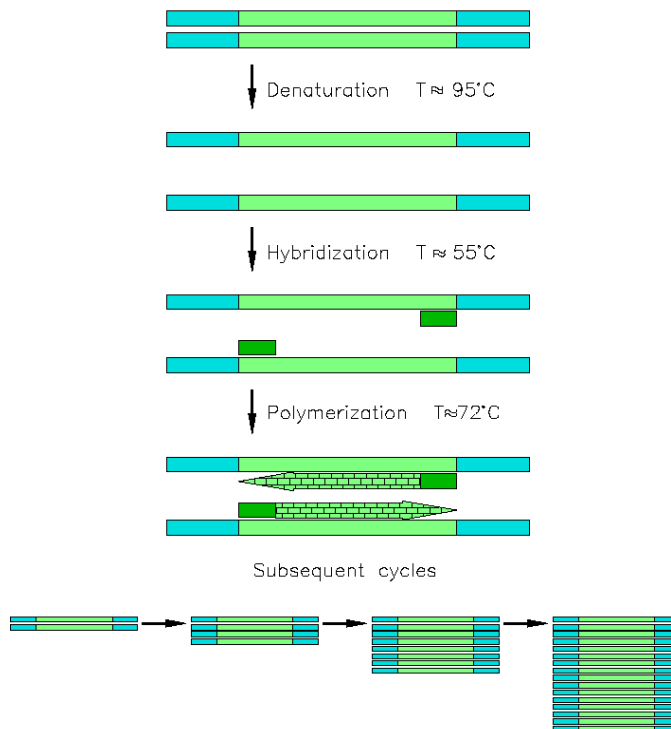 Denaturation T ≈ 95°C
Hybridization T ≈ 55°C
Polymerization T≈72°C
Subsequent cycles